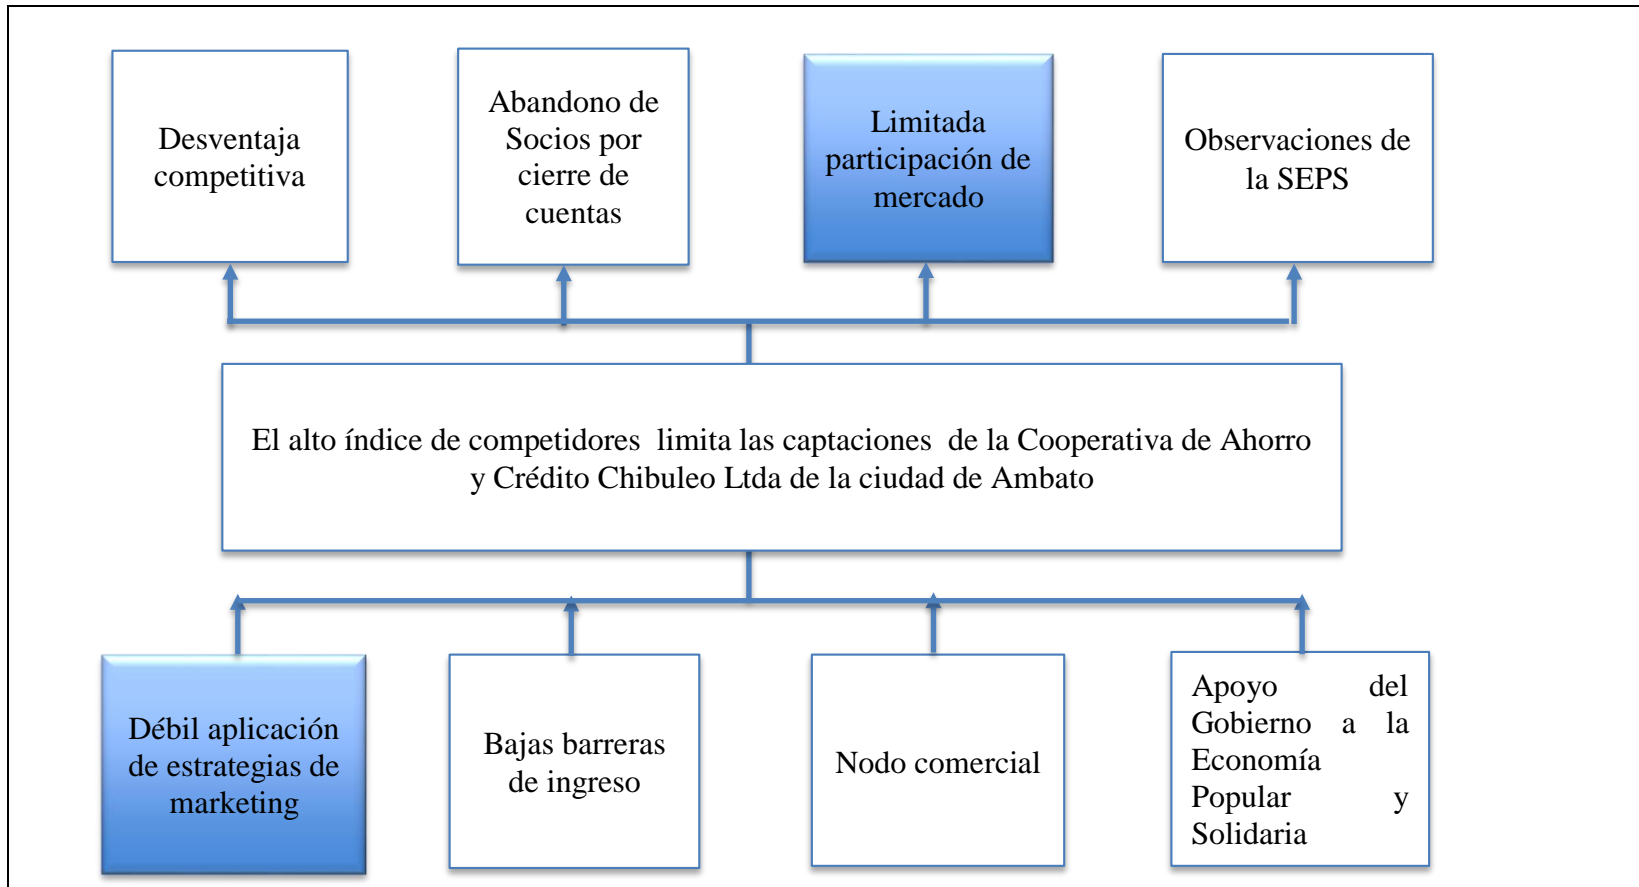 Desventaja
competitiva
Abandono de
Socios por
cierre de
cuentas
Limitada
participación de
mercado
Observaciones de
la SEPS
El alto índice de competidores  limita las captaciones  de la Cooperativa de Ahorro
y Crédito Chibuleo Ltda de la ciudad de Ambato
Débil aplicación
de estrategias de
marketing
Bajas barreras
de ingreso
Nodo comercial
Apoyo del
Gobierno a la
Economía
Popular y
Solidaria